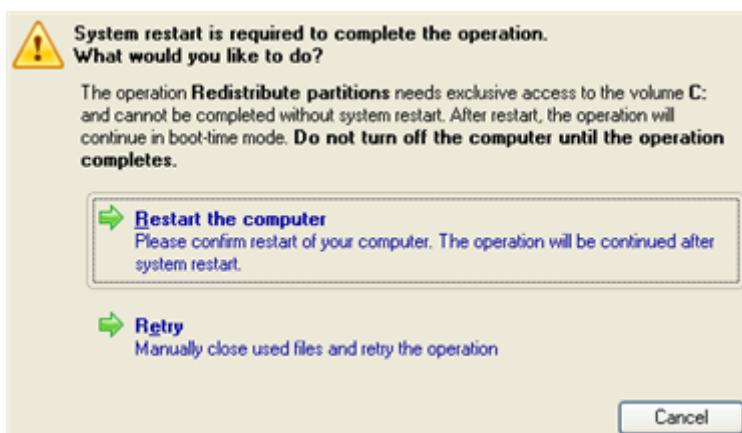 System restart is required to complete the operation.
What would you like to do?
The operation Redistribute partitions needs exclusive access to the volume C:
and cannot be completed without system restart. After restart, the operation will
continue in boot-time mode. Do not turn off the computer until the operation
completes.
Restart the computer
Please confirm restart of your computer. The operation will be continued after
system restart.
Retry
Manually close used files and retry the operation
Cancel